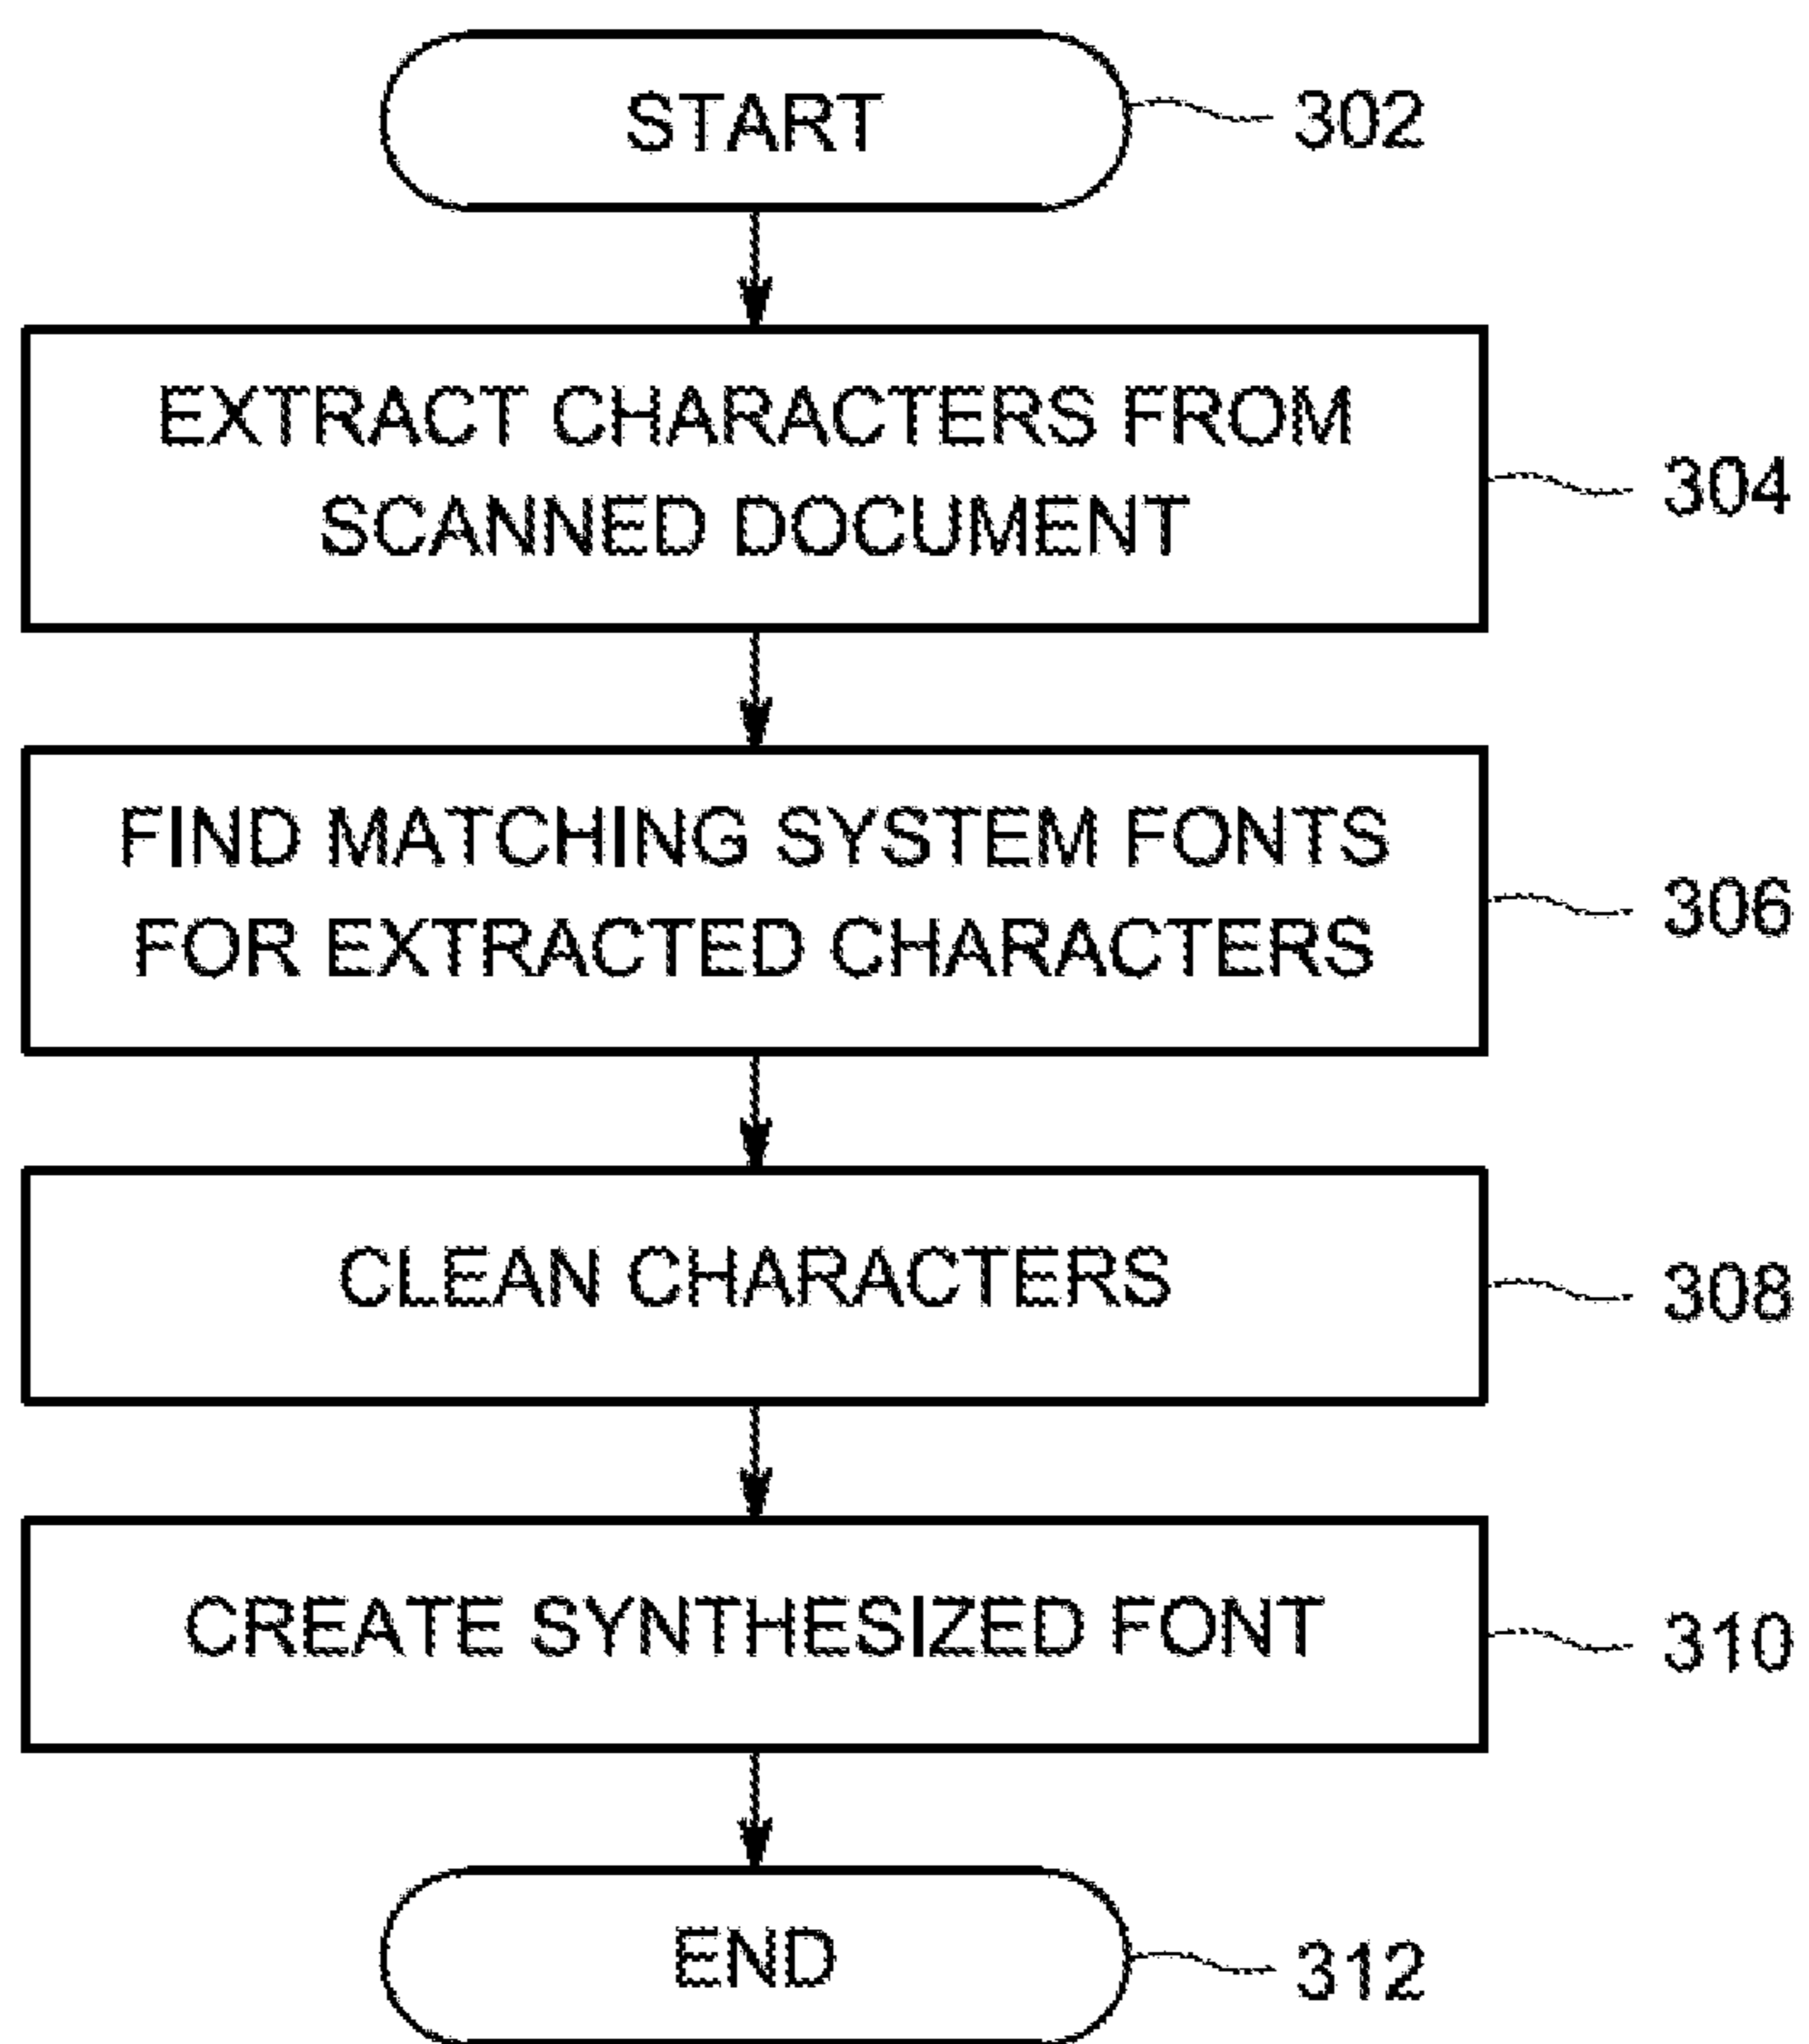 START
302
EXTRACT CHARACTERS FROM
SCANNED DOCUMENT
304
FIND MATCHING SYSTEM FONTS
FOR EXTRACTED CHARACTERS
306
CLEAN CHARACTERS
308
CREATE SYNTHESIZED FONT
310
END
312